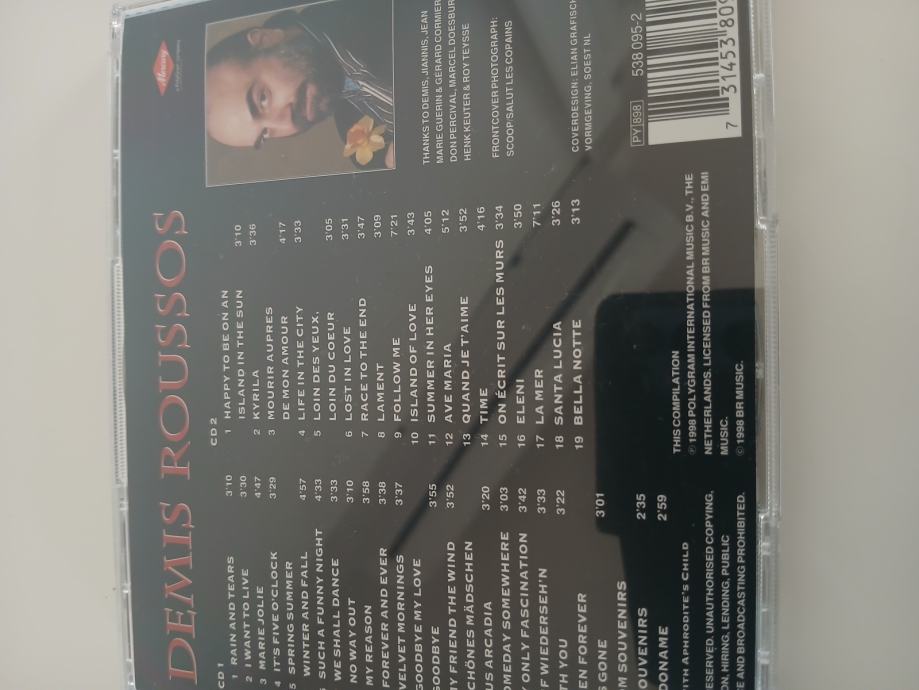 DEMIS ROUSSOS
CD1
1 RAIN AND TEARS 3'10
2 I WANT TO LIVE 3'30
3 MARIE JOLIE 4'47
4 IT'S FIVE O'CLOCK 3'29
5 SPRING SUMMER
WINTER AND FALL 4'57
SUCH A FUNNY NIGHT 4'33
WE SHALL DANCE 3'33
NO WAY OUT 3'10
MY REASON 3'58
FOREVER AND EVER 3'38
VELVET MORNINGS 3'37
GOODBYE MY LOVE
GOODBYE 3'55
MY FRIEND THE WIND 3'52
SCHÖNES MÄDSCHEN
US ARCADIA 3'20
SOMEDAY SOMEWHERE 3'03
MY ONLY FASCINATION 3'42
F WIEDERSEH'N 3'33
TH YOU 3'22
EN FOREVER
S GONE 3'01
M SOUVENIRS
OUVENIRS 2'35
OONAME 2'59
TH APHRODITE'S CHILD
CD2
1 HAPPY TO BE ON AN
ISLAND IN THE SUN 3'10
2 KYRILA 3'36
3 MOURIR AUPRES
DE MON AMOUR 4'17
4 LIFE IN THE CITY 3'33
5 LOIN DES YEUX,
LOIN DU COEUR 3'05
6 LOST IN LOVE 3'31
7 RACE TO THE END 3'47
8 LAMENT 3'09
9 FOLLOW ME 7'21
10 ISLAND OF LOVE 3'43
11 SUMMER IN HER EYES 4'05
12 AVE MARIA 5'12
13 QUAND JE T'AIME 3'52
14 TIME 4'16
15 ON ÉCRIT SUR LES MURS 3'34
16 ELENI 3'50
17 LA MER 7'11
18 SANTA LUCIA 3'26
19 BELLA NOTTE 3'13
Mercury
THANKS TO DEMIS, JIANNIS, JEAN
MARIE GUERIN & GERARD CORMIER
DON PERCIVAL, MARCEL DOESBUR
HENK KEUTER & ROY TEYSSE
FRONTCOVER PHOTOGRAPH:
SCOOP/SALUT LES COPAINS
COVERDESIGN: ELIAN GRAFISCH
VORMGEVING, SOEST NL
PY 898
538 095-2
7 31453 809
THIS COMPILATION
℗ 1998 POLYGRAM INTERNATIONAL MUSIC B.V., THE
NETHERLANDS. LICENSED FROM BR MUSIC AND EMI
MUSIC.
© 1998 BR MUSIC.
ESERVED. UNAUTHORISED COPYING,
ON, HIRING, LENDING, PUBLIC
E AND BROADCASTING PROHIBITED.